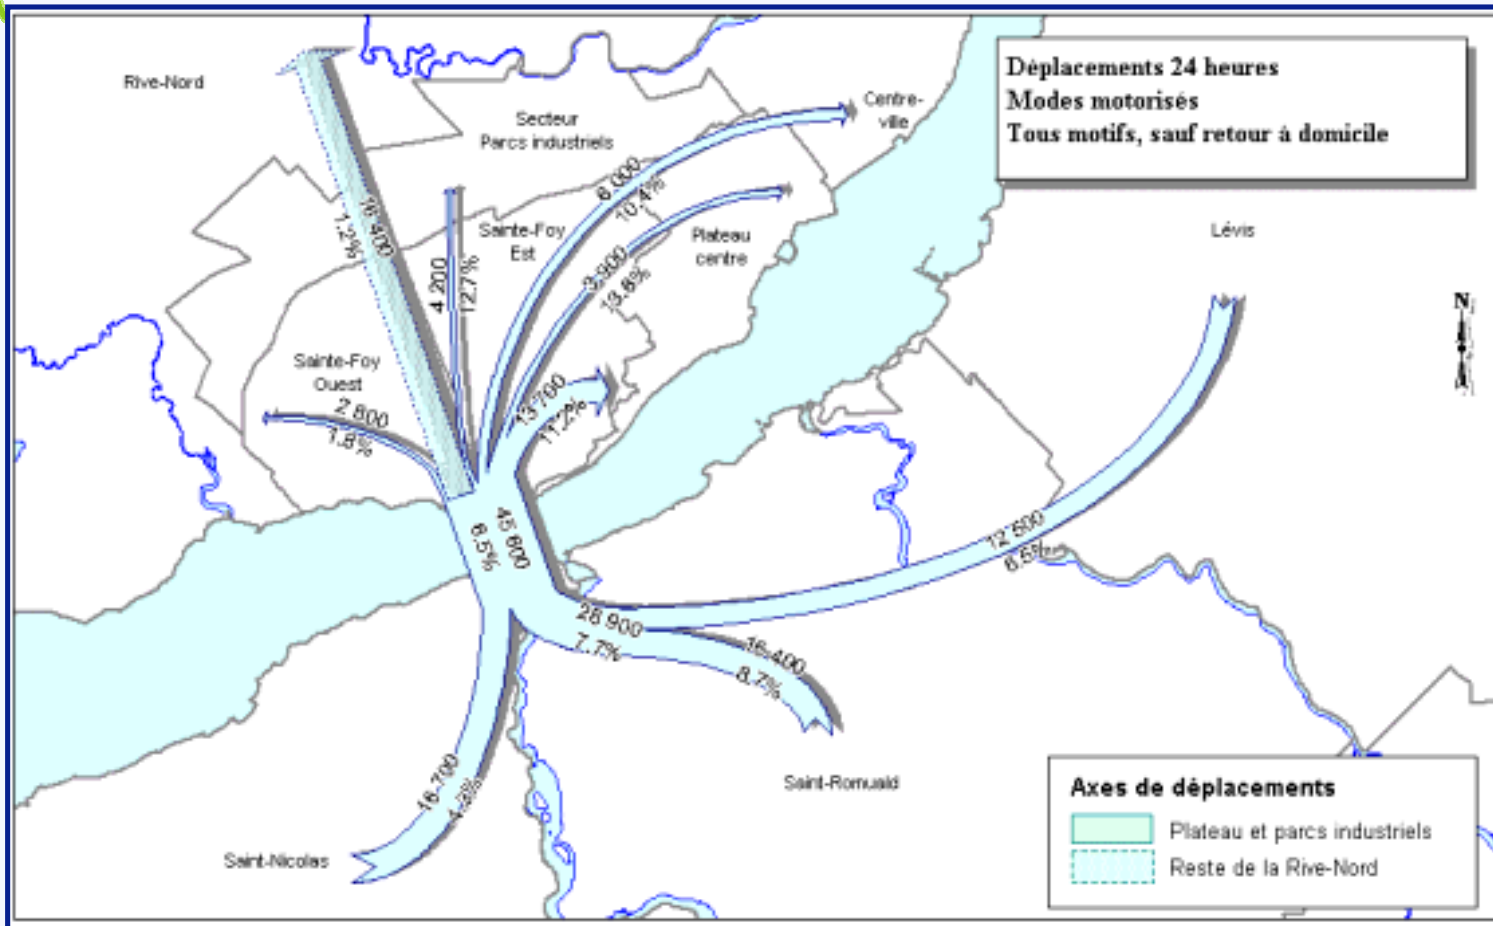 Déplacements 24 heures
Modes motorisés
Tous motifs, sauf retour à domicile
Rive-Nord
Secteur
Parcs industriels
Centre-
ville
Sainte-Foy
Est
Plateau
centre
Lévis
Sainte-Foy
Ouest
N
16 400
1.2%
4 200
12.7%
6 000
10.4%
3 900
13.8%
13 700
11.2%
2 800
1.8%
45 600
6.5%
28 900
7.7%
12 500
6.5%
16 400
8.7%
16 700
4.3%
Saint-Romuald
Saint-Nicolas
Axes de déplacements
Plateau et parcs industriels
Reste de la Rive-Nord